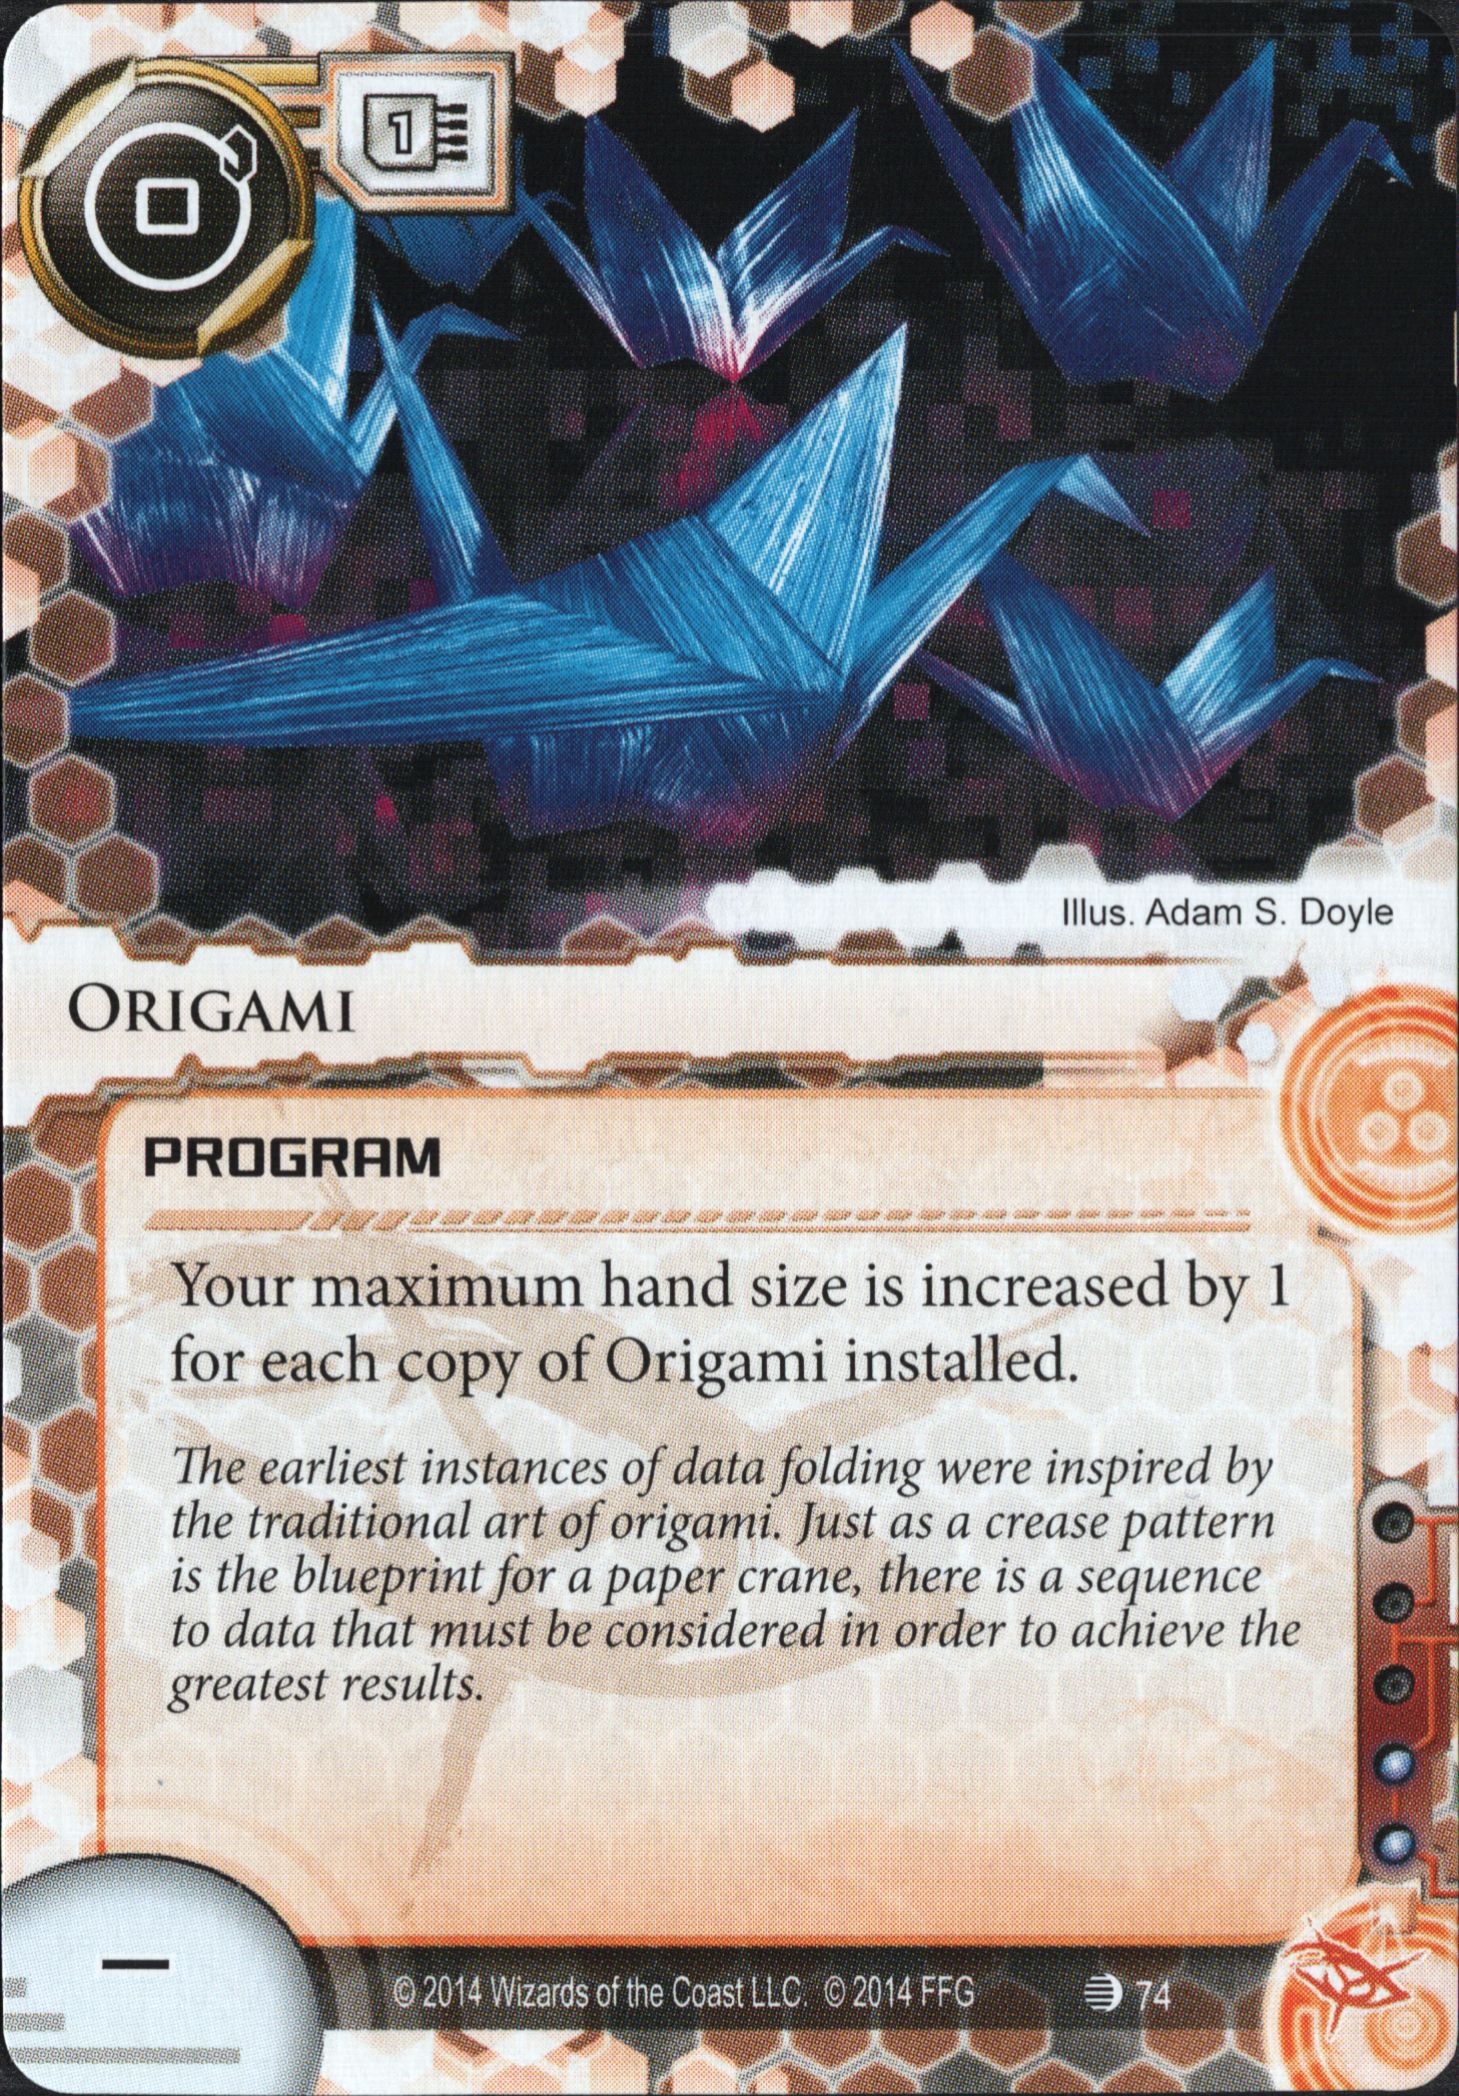 1
Illus. Adam S. Doyle
ORIGAMI
PROGRAM
Your maximum hand size is increased by 1
for each copy of Origami installed.
The earliest instances of data folding were inspired by
the traditional art of origami. Just as a crease pattern
is the blueprint for a paper crane, there is a sequence
to data that must be considered in order to achieve the
greatest results.
—
© 2014 Wizards of the Coast LLC. © 2014 FFG
74